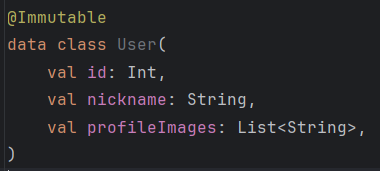 @Immutable
data class User(
    val id: Int,
    val nickname: String,
    val profileImages: List<String>,
)